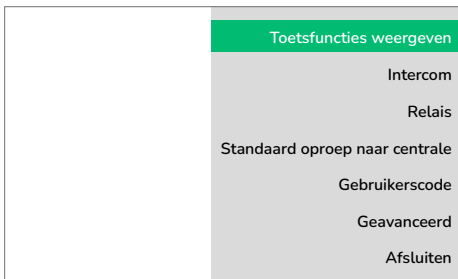 Toetsfuncties weergeven
Intercom
Relais
Standaard oproep naar centrale
Gebruikerscode
Geavanceerd
Afsluiten